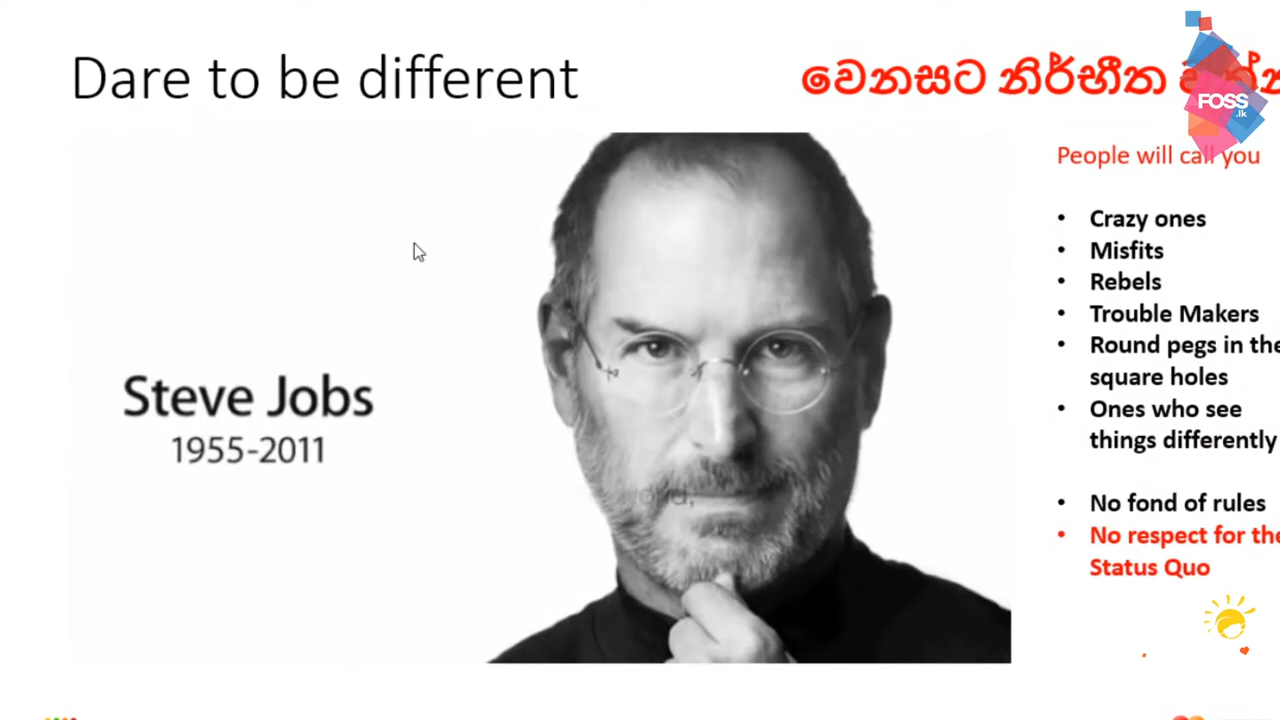 Dare to be different
වෙනසට නිර්භීත
FOSS
.lk
People will call you
• Crazy ones
• Misfits
• Rebels
• Trouble Makers
• Round pegs in the
square holes
• Ones who see
things differently
• No fond of rules
• No respect for the
Status Quo
Steve Jobs
1955-2011